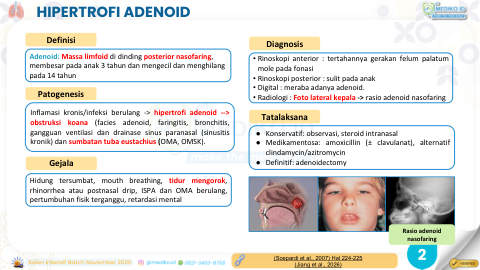 HIPERTROFI ADENOID
Definisi
Adenoid: Massa limfoid di dinding posterior nasofaring,
membesar pada anak 3 tahun dan mengecil dan menghilang
pada 14 tahun
Patogenesis
Inflamasi kronis/infeksi berulang -> hipertrofi adenoid -->
obstruksi koana (facies adenoid, faringitis, bronchitis,
gangguan ventilasi dan drainase sinus paranasal (sinusitis
kronik) dan sumbatan tuba eustachius (OMA, OMSK).
Gejala
Hidung tersumbat, mouth breathing, tidur mengorok,
rhinorrhea atau postnasal drip, ISPA dan OMA berulang,
pertumbuhan fisik terganggu, retardasi mental
Diagnosis
• Rinoskopi anterior : tertahannya gerakan felum palatum
mole pada fonasi
• Rinoskopi posterior : sulit pada anak
• Digital : meraba adanya adenoid.
• Radiologi : Foto lateral kepala -> rasio adenoid nasofaring
Tatalaksana
● Konservatif: observasi, steroid intranasal
● Medikamentosa: amoxicillin (± clavulanat), alternatif
clindamycin/azitromycin
● Definitif: adenoidectomy
Rasio adenoid
nasofaring
2
(Soepardi et al., 2007) Hal 224-225
(Jiang et al., 2026)